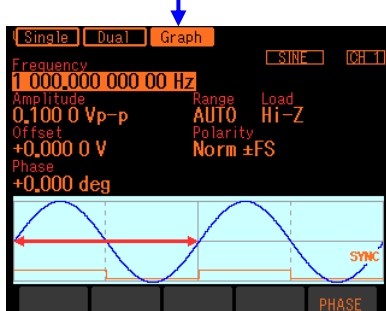 Single Dual Graph
SINE CH 1
Frequency
1 000.000 000 00 Hz
Amplitude Range Load
0.100 0 Vp-p AUTO Hi-Z
Offset Polarity
+0.000 0 V Norm ±FS
Phase
+0.000 deg
SYNC
PHASE